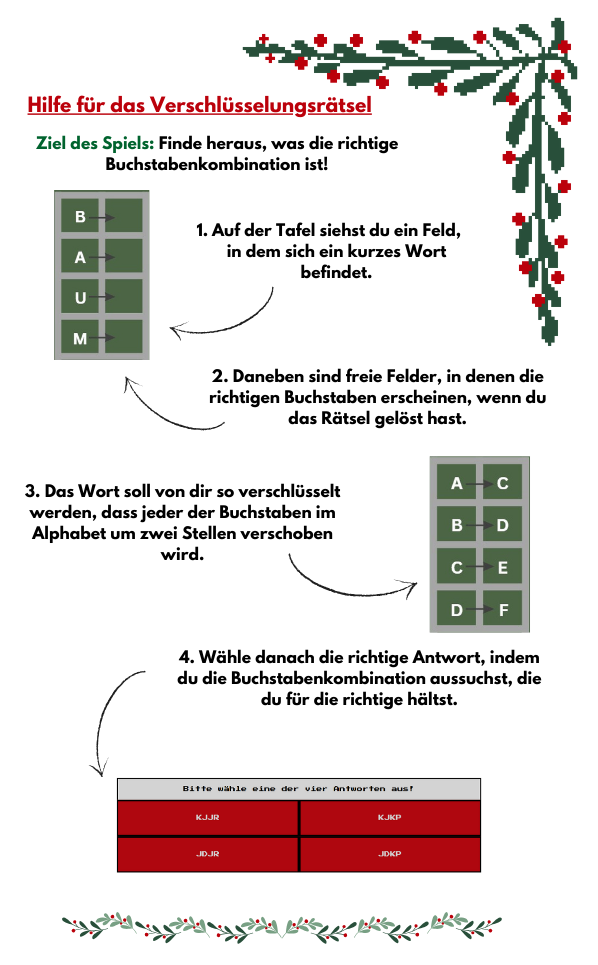 Hilfe für das Verschlüsselungsrätsel
Ziel des Spiels: Finde heraus, was die richtige
Buchstabenkombination ist!
B
A
U
M
1. Auf der Tafel siehst du ein Feld,
in dem sich ein kurzes Wort
befindet.
2. Daneben sind freie Felder, in denen die
richtigen Buchstaben erscheinen, wenn du
das Rätsel gelöst hast.
3. Das Wort soll von dir so verschlüsselt
werden, dass jeder der Buchstaben im
Alphabet um zwei Stellen verschoben
wird.
A C
B D
C E
D F
4. Wähle danach die richtige Antwort, indem
du die Buchstabenkombination aussuchst, die
du für die richtige hältst.
Bitte wähle eine der vier Antworten aus!
KJJR KJKP
JDJR JDKP